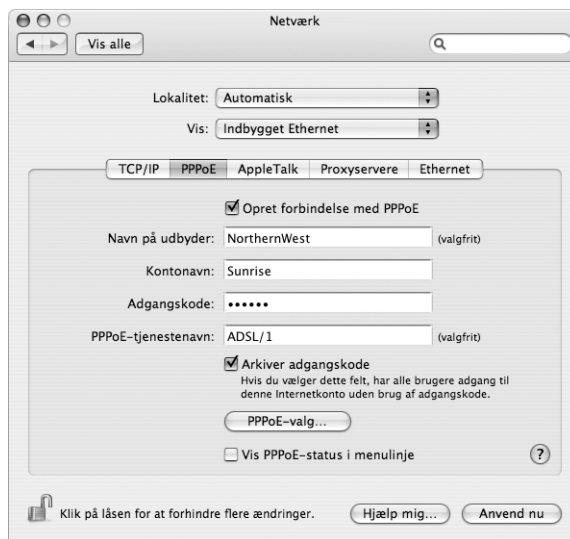 Netværk
Vis alle
Lokalitet: Automatisk
Vis: Indbygget Ethernet
TCP/IP PPPoE AppleTalk Proxyservere Ethernet
Opret forbindelse med PPPoE
Navn på udbyder: NorthernWest (valgfrit)
Kontonavn: Sunrise
Adgangskode: ••••••
PPPoE-tjenestenavn: ADSL/1 (valgfrit)
Arkiver adgangskode
Hvis du vælger dette felt, har alle brugere adgang til
denne Internetkonto uden brug af adgangskode.
PPPoE-valg...
Vis PPPoE-status i menulinje ?
Klik på låsen for at forhindre flere ændringer. Hjælp mig... Anvend nu